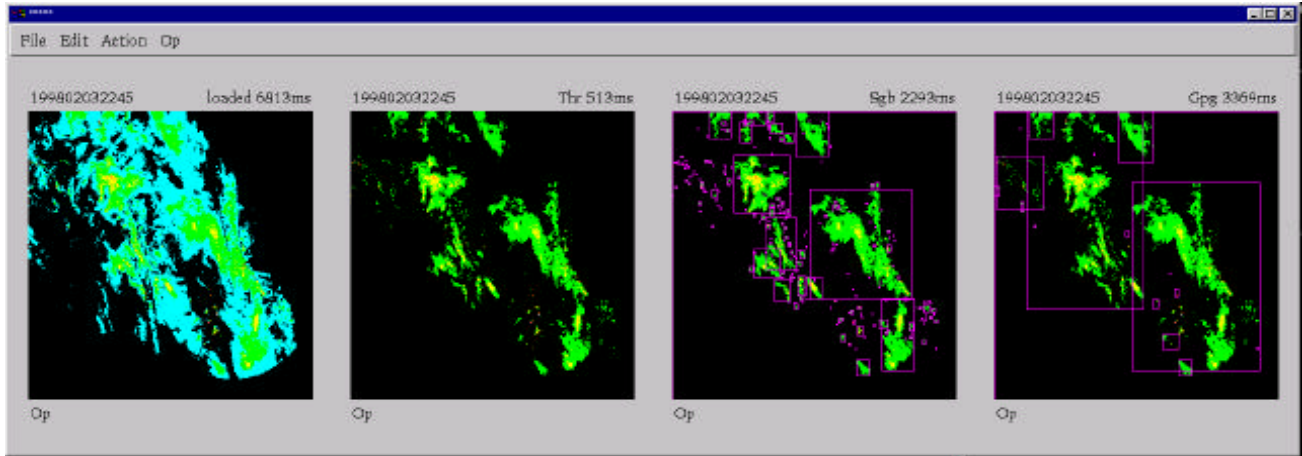 *****
File Edit Action Op
199802032245 loaded 6813ms 199802032245 Thr 513ms 199802032245 Sgb 2293ms 199802032245 Gpg 3369ms
Op Op Op Op